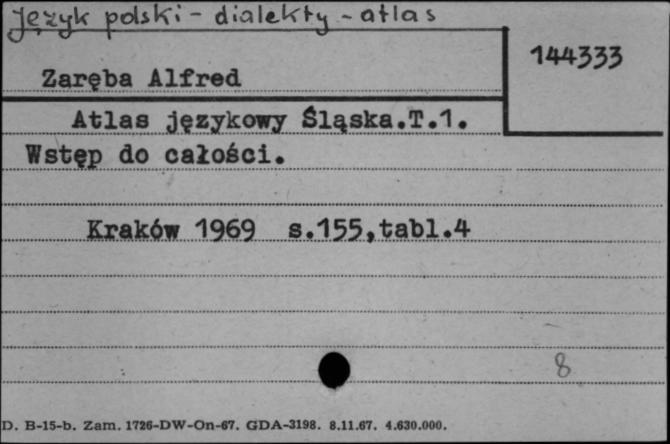 Język polski - dialekty - atlas
144333
Zaręba Alfred
Atlas językowy Śląska.T.1.
Wstęp do całości.
Kraków 1969 s.155,tabl.4
8
D. B-15-b. Zam. 1726-DW-On-67. GDA-3198. 8.11.67. 4.630.000.